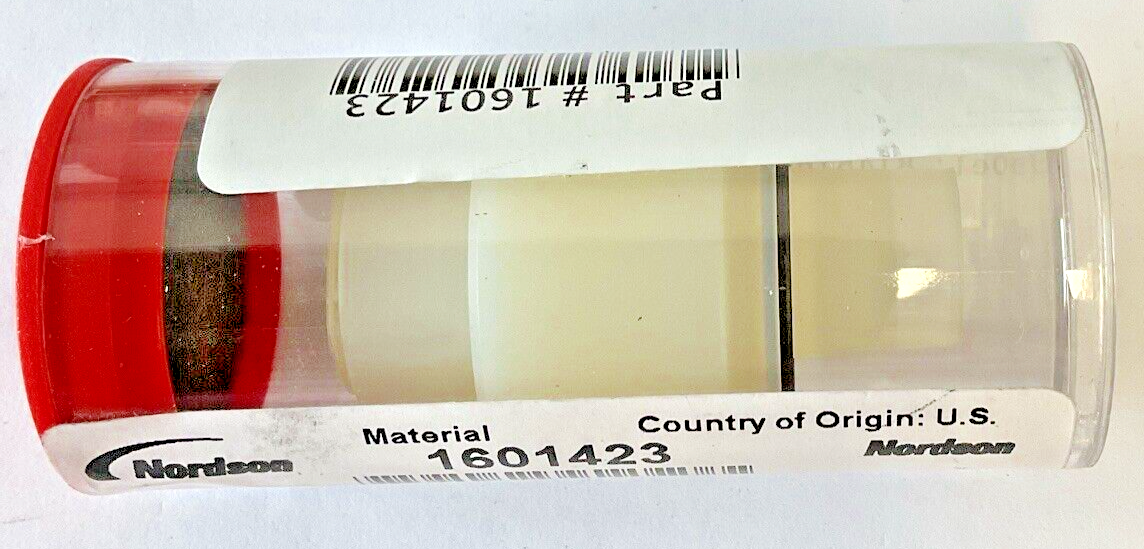 Part # 1601423
Country of Origin: U.S.
Material
1601423
Nordson
Nordson